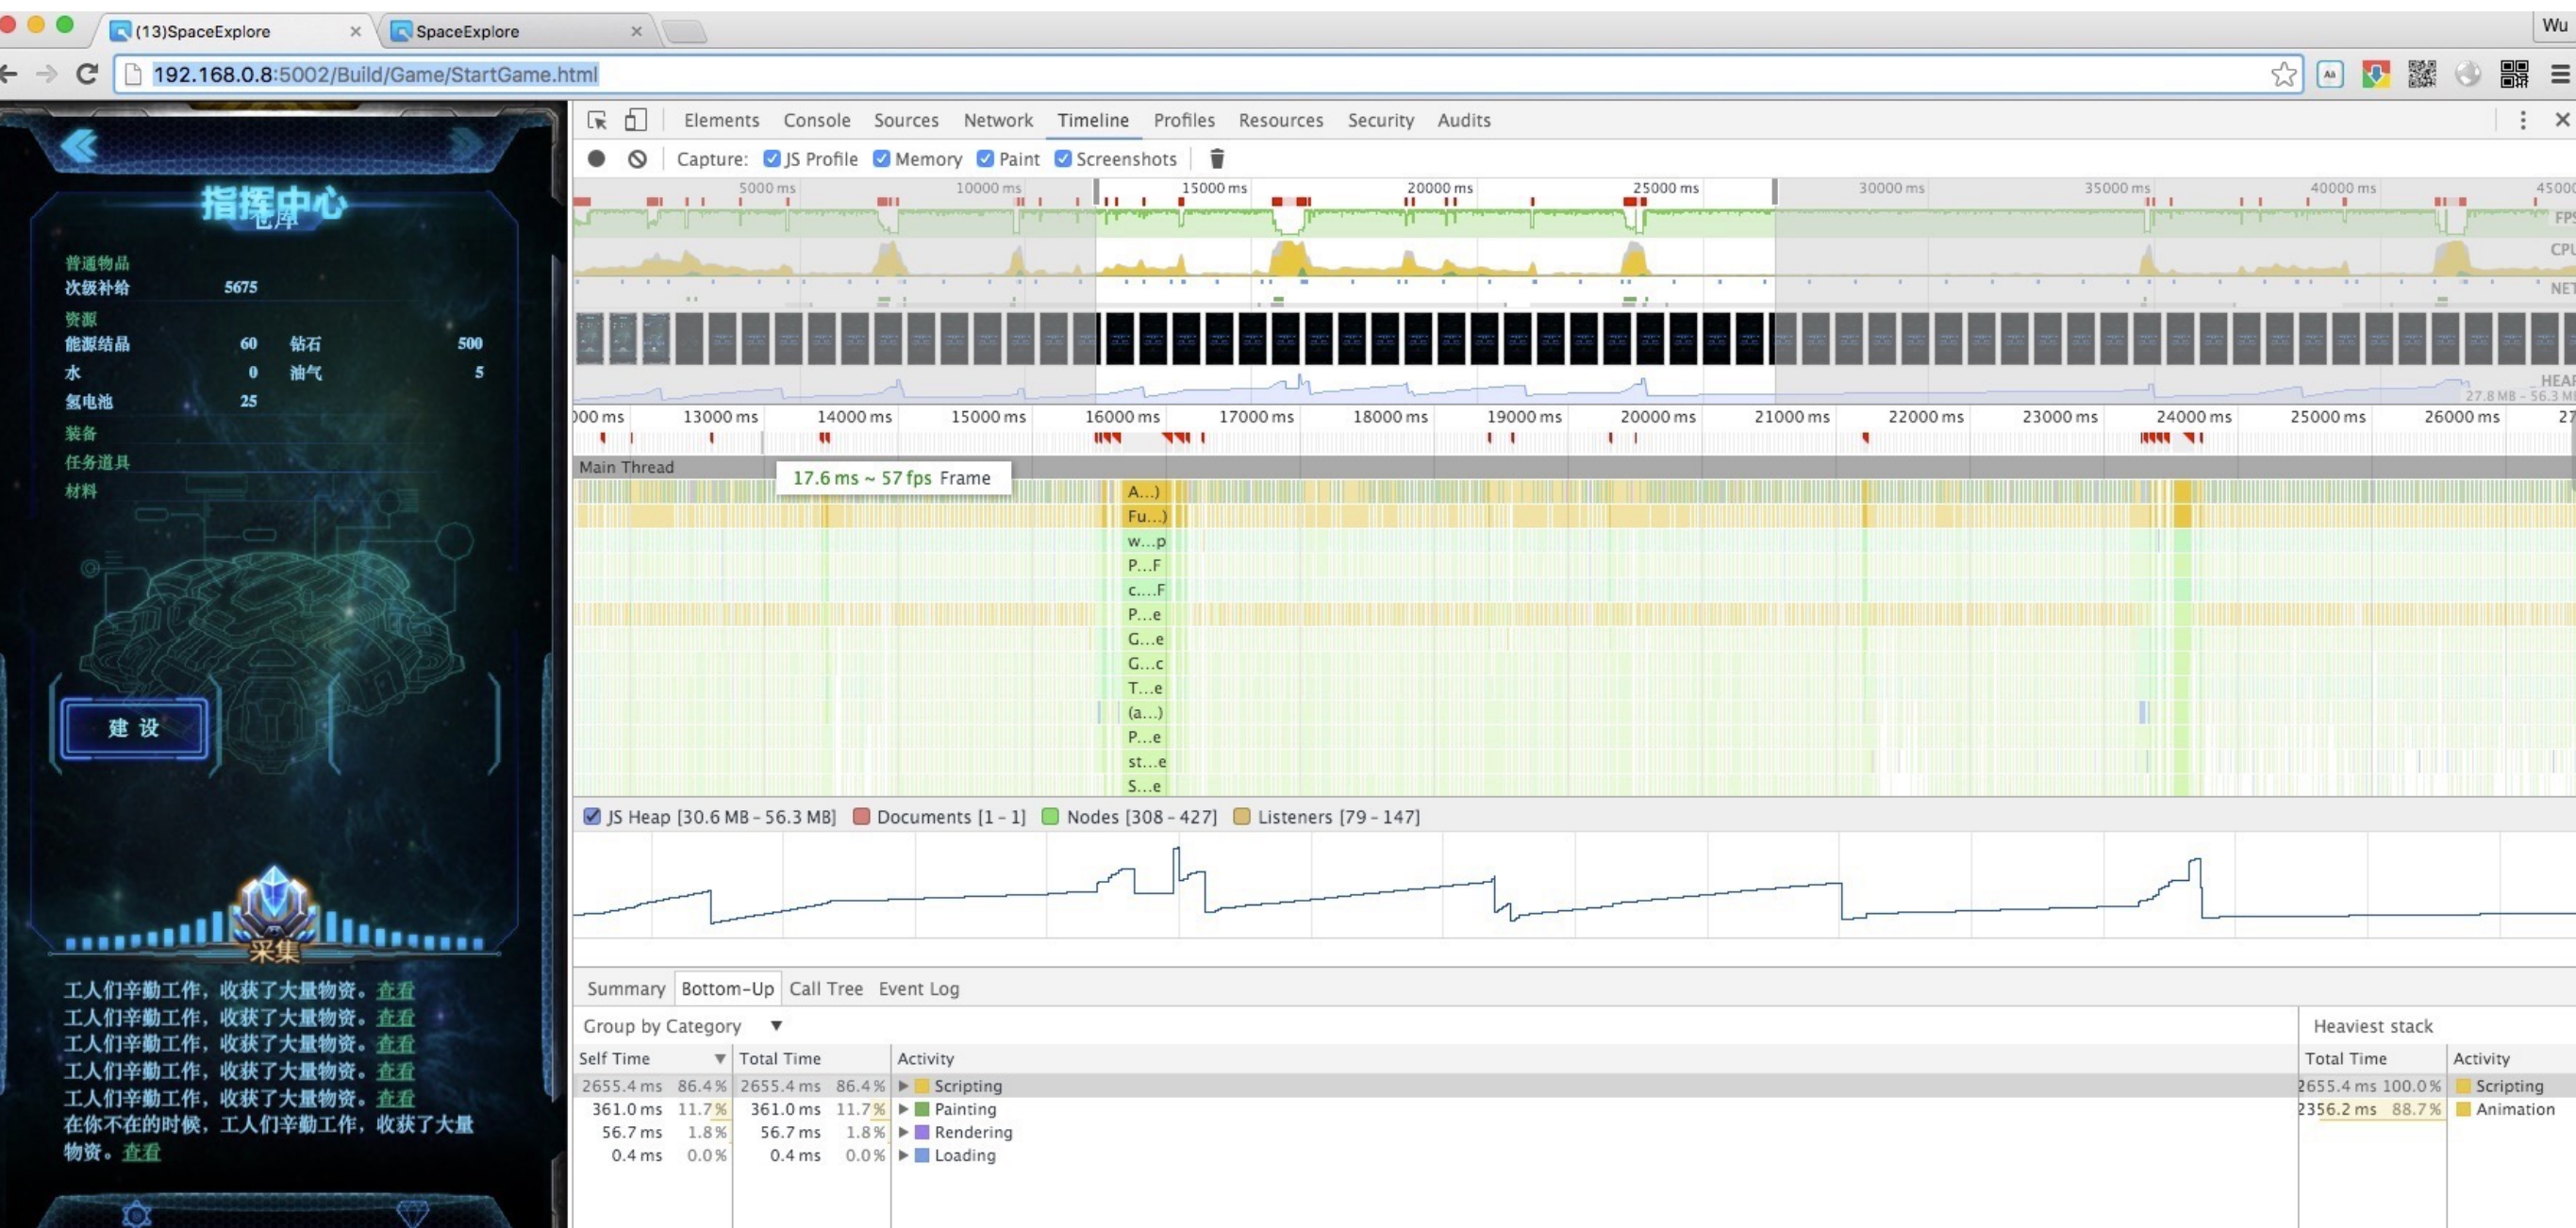 (13)SpaceExplore
SpaceExplore
Wu
192.168.0.8:5002/Build/Game/StartGame.html
指挥中心
仓库
普通物品
次级补给 5675
资源
能源结晶 60 钻石 500
水 0 油气 5
氢电池 25
装备
任务道具
材料
建设
采集
工人们辛勤工作，收获了大量物资。查看
工人们辛勤工作，收获了大量物资。查看
工人们辛勤工作，收获了大量物资。查看
工人们辛勤工作，收获了大量物资。查看
工人们辛勤工作，收获了大量物资。查看
在你不在的时候，工人们辛勤工作，收获了大量
物资。查看
Elements Console Sources Network Timeline Profiles Resources Security Audits
Capture: JS Profile Memory Paint Screenshots
5000 ms 10000 ms 15000 ms 20000 ms 25000 ms 30000 ms 35000 ms 40000 ms 45000
FPS
CPU
NET
HEAP
27.8 MB – 56.3 MB
000 ms 13000 ms 14000 ms 15000 ms 16000 ms 17000 ms 18000 ms 19000 ms 20000 ms 21000 ms 22000 ms 23000 ms 24000 ms 25000 ms 26000 ms 27
Main Thread
17.6 ms ~ 57 fps Frame
A...)
Fu...)
w...p
P...F
c....F
P...e
G...e
G...c
T...e
(a...)
P...e
st...e
S...e
JS Heap [30.6 MB – 56.3 MB] Documents [1 – 1] Nodes [308 – 427] Listeners [79 – 147]
Summary Bottom-Up Call Tree Event Log
Group by Category ▼
Heaviest stack
Self Time ▼ Total Time Activity
Total Time Activity
2655.4 ms 86.4% 2655.4 ms 86.4% Scripting
361.0 ms 11.7% 361.0 ms 11.7% Painting
56.7 ms 1.8% 56.7 ms 1.8% Rendering
0.4 ms 0.0% 0.4 ms 0.0% Loading
2655.4 ms 100.0% Scripting
2356.2 ms 88.7% Animation